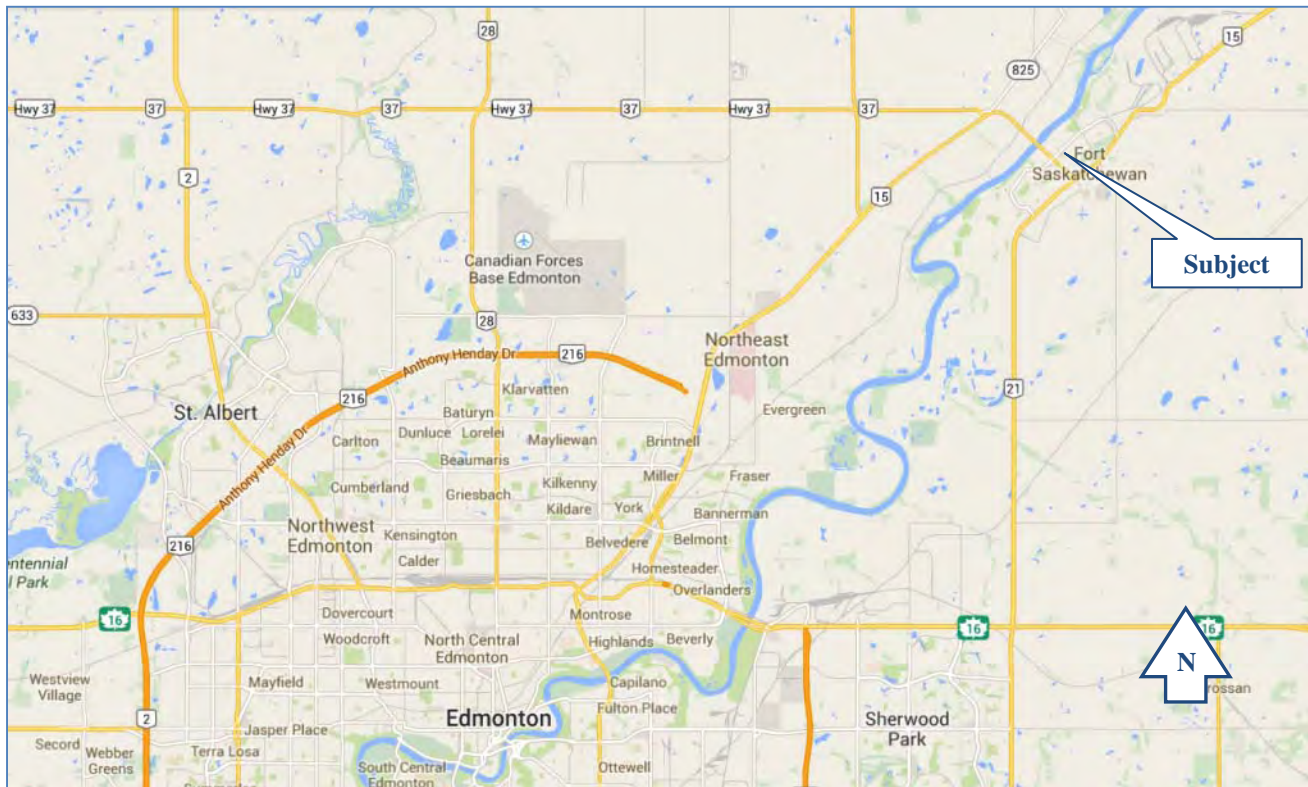 28
15
825
Hwy 37
37
Hwy 37
37
Hwy 37
37
Hwy 37
37
Fort
Saskatchewan
2
15
Subject
Canadian Forces
Base Edmonton
633
28
Northeast
Edmonton
Anthony Henday Dr
216
Klarvatten
21
216
St. Albert
Baturyn
Evergreen
Carlton
Dunluce
Lorelei
Mayliewan
Brintnell
Anthony Henday Dr
Beaumaris
Miller
Fraser
Cumberland
Griesbach
Kilkenny
Kildare
York
Bannerman
Northwest
Edmonton
Kensington
Belvedere
Belmont
216
Calder
Homesteader
entennial
l Park
Overlanders
16
Dovercourt
Montrose
16
16
Woodcroft
North Central
Edmonton
Highlands
Beverly
N
Westview
Village
Mayfield
Westmount
Capilano
rossan
Fulton Place
2
Jasper Place
Edmonton
Sherwood
Park
Secord
Webber
Greens
Terra Losa
South Central
Edmonton
Ottewell